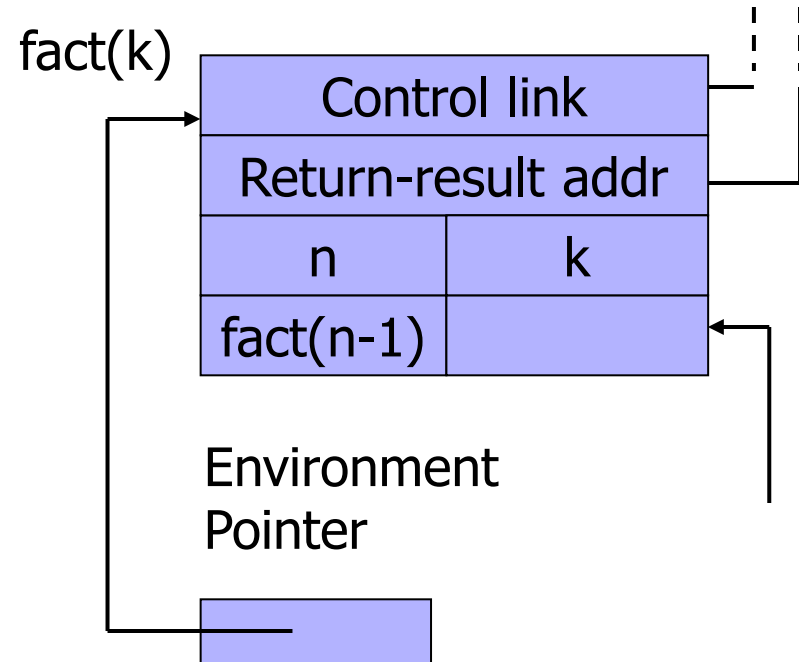 fact(k)
Control link
Return-result addr
n k
fact(n-1)
Environment
Pointer